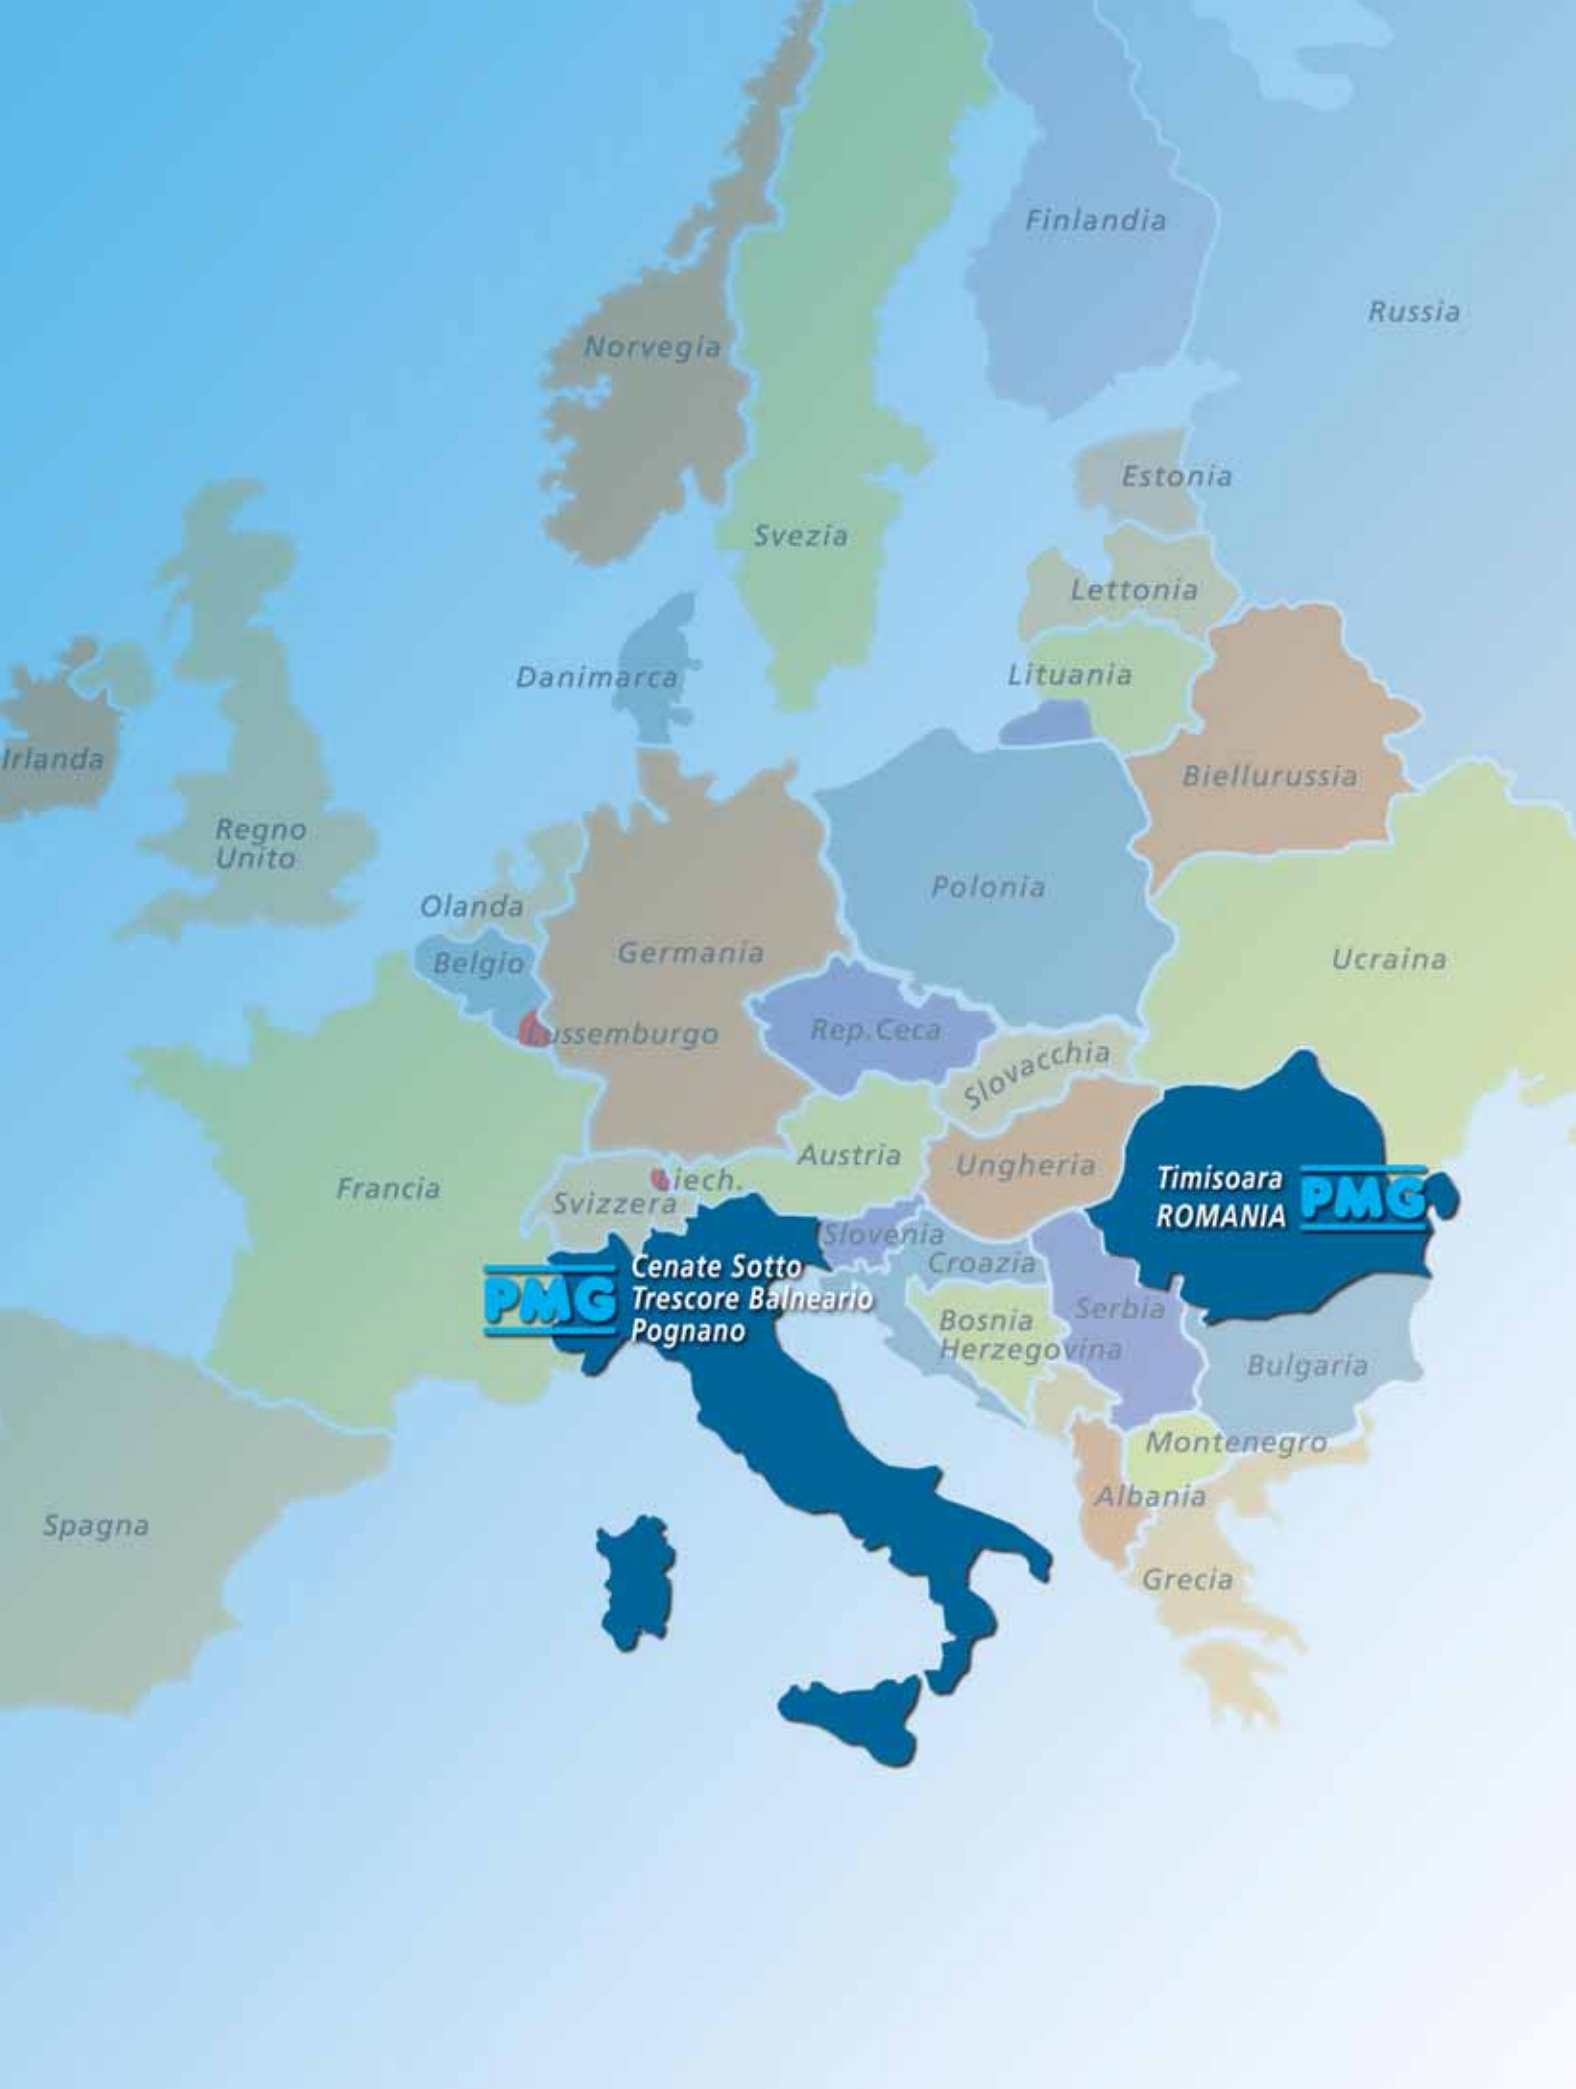 Finlandia
Russia
Norvegia
Estonia
Svezia
Lettonia
Lituania
Danimarca
Irlanda
Biellurussia
Regno
Unito
Polonia
Olanda
Germania
Ucraina
Belgio
Rep.Ceca
Lussemburgo
Slovacchia
Austria
Ungheria
Timisoara
ROMANIA
PMG
Francia
Liech.
Svizzera
Slovenia
Croazia
PMG
Cenate Sotto
Trescore Balneario
Pognano
Serbia
Bosnia
Herzegovina
Bulgaria
Montenegro
Albania
Spagna
Grecia